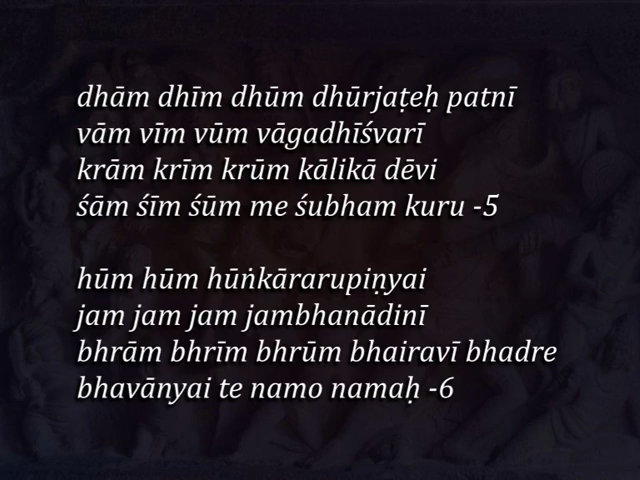 dhām dhīm dhūm dhūrjaṭeḥ patnī
vām vīm vūm vāgadhīśvarī
krām krīm krūm kālikā dēvi
śām śīm śūm me śubham kuru -5
hūm hūm hūṅkārarupiṇyai
jam jam jam jambhanādinī
bhrām bhrīm bhrūm bhairavī bhadre
bhavānyai te namo namaḥ -6